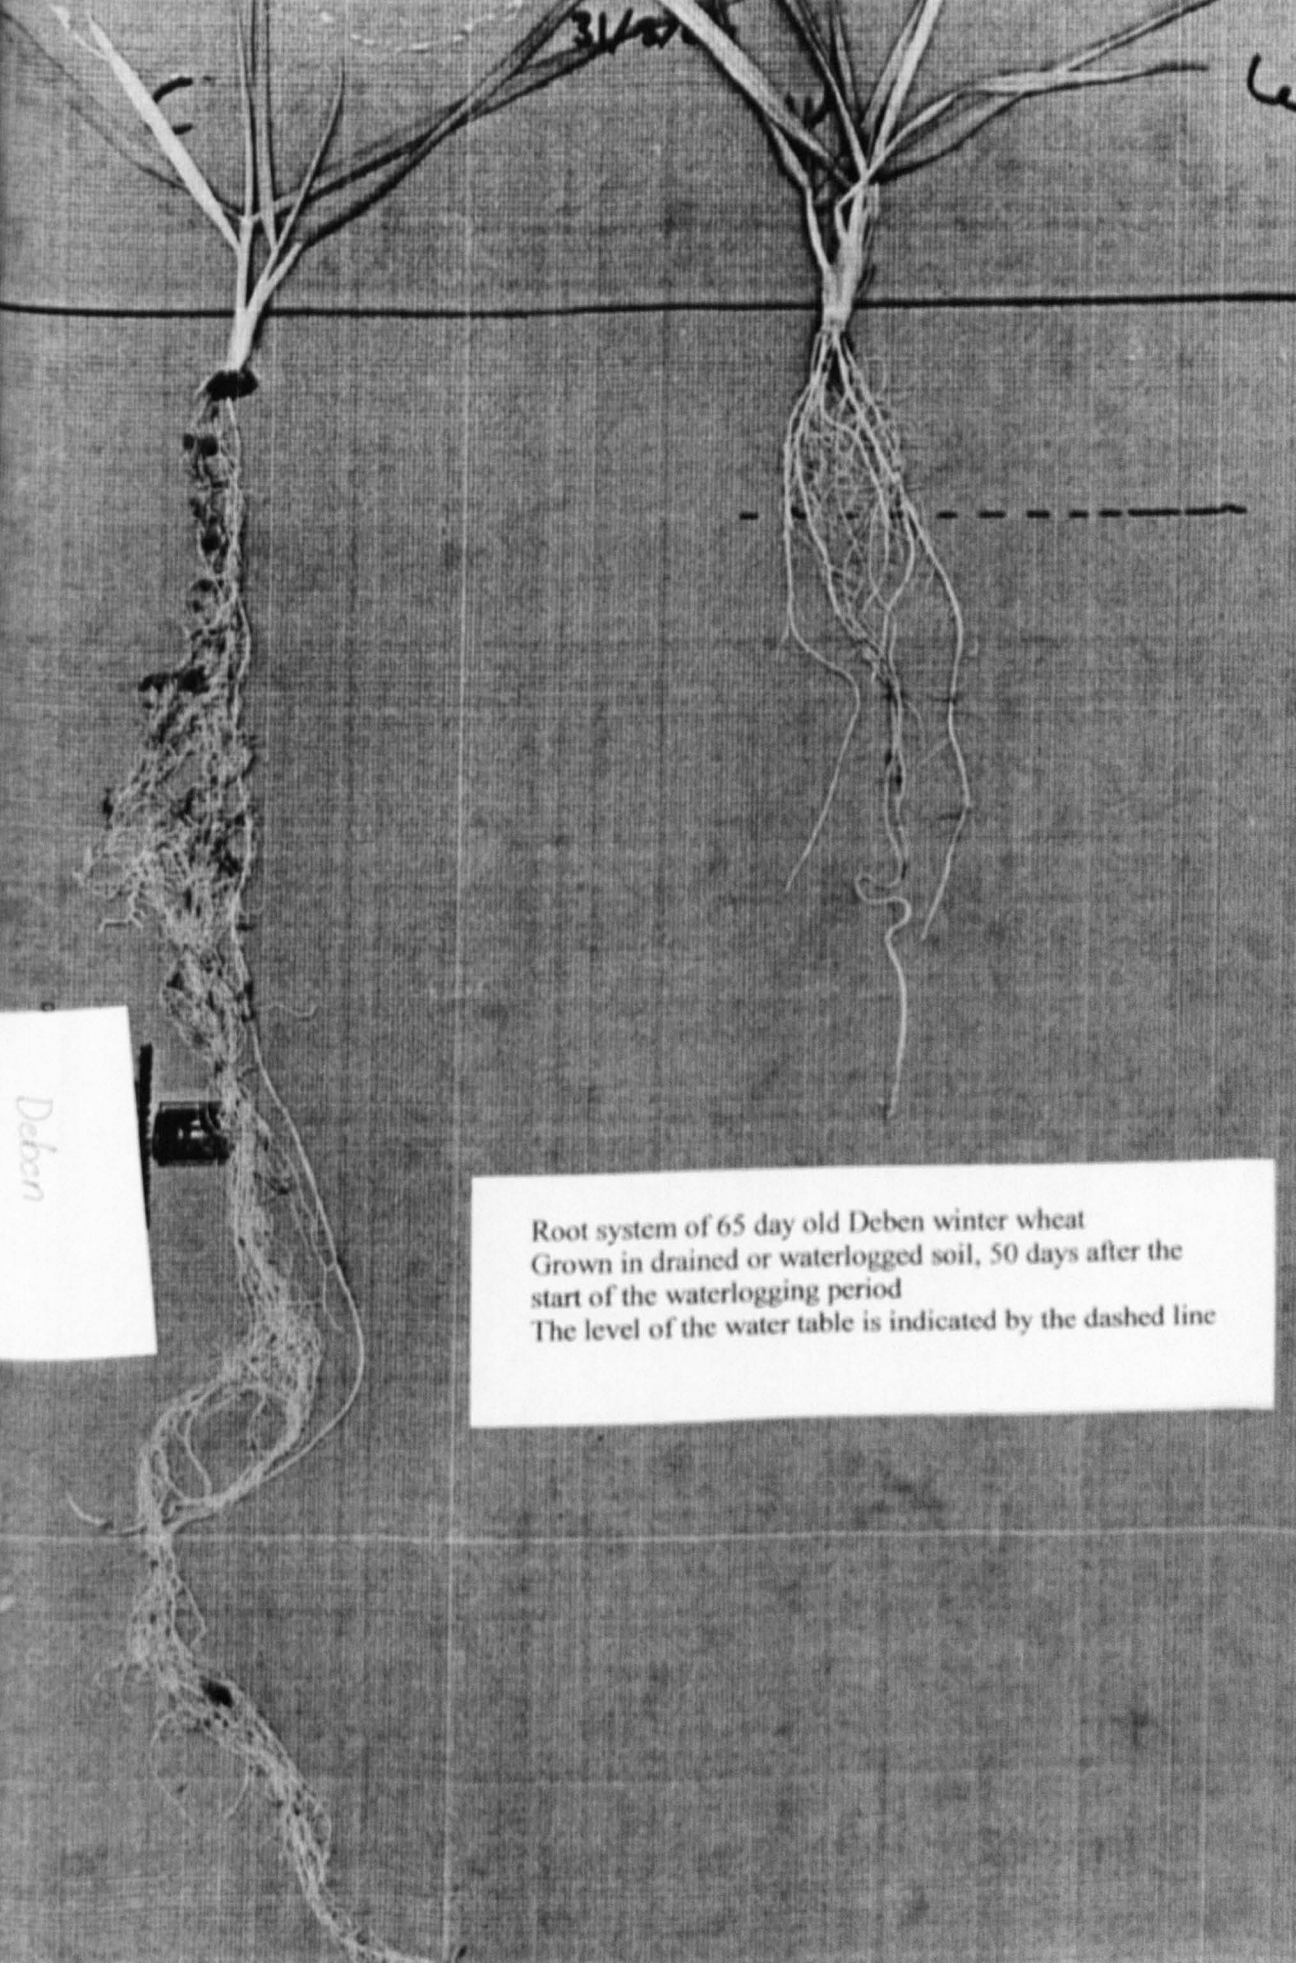 C
W
Deben
Root system of 65 day old Deben winter wheat
Grown in drained or waterlogged soil, 50 days after the
start of the waterlogging period
The level of the water table is indicated by the dashed line